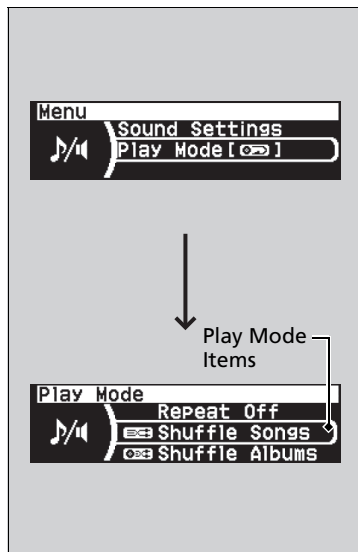 Menu
Sound Settings
Play Mode [ ]
Play Mode
Items
Play Mode
Repeat Off
Shuffle Songs
Shuffle Albums